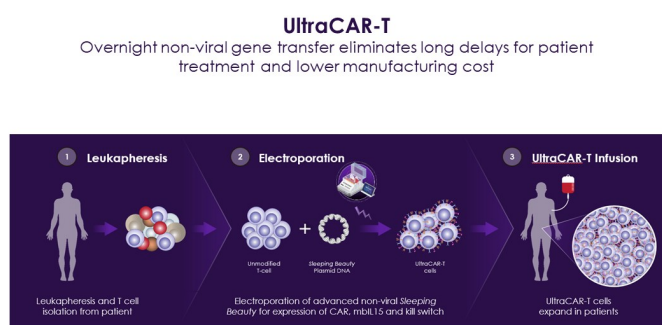 UltraCAR-T
Overnight non-viral gene transfer eliminates long delays for patient
treatment and lower manufacturing cost
1 Leukapheresis
2 Electroporation
3 UltraCAR-T Infusion
+
Unmodified
T-cell
Sleeping Beauty
Plasmid DNA
UltraCAR-T
cells
Leukapheresis and T cell
isolation from patient
Electroporation of advanced non-viral Sleeping
Beauty for expression of CAR, mbIL15 and kill switch
UltraCAR-T cells
expand in patients